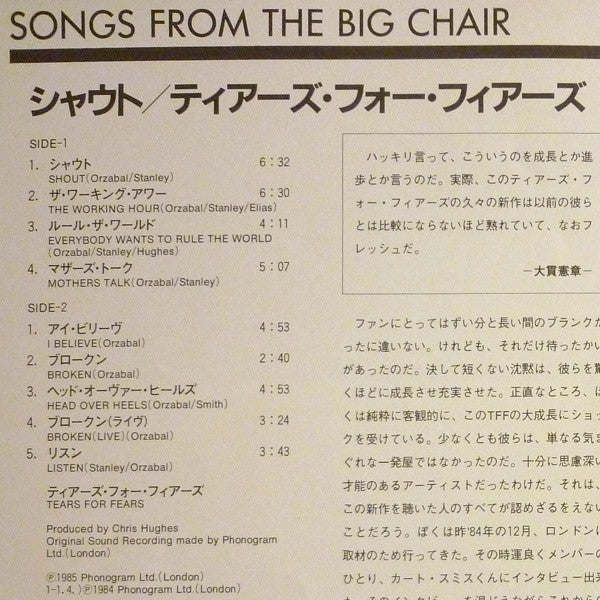 SONGS FROM THE BIG CHAIR
シャウト／ティアーズ・フォー・フィアーズ
SIDE-1
1. シャウト 6：32
SHOUT(Orzabal/Stanley)
2. ザ・ワーキング・アワー 6：30
THE WORKING HOUR(Orzabal/Stanley/Elias)
3. ルール・ザ・ワールド 4：11
EVERYBODY WANTS TO RULE THE WORLD
(Orzabal/Stanley/Hughes)
4. マザーズ・トーク 5：07
MOTHERS TALK(Orzabal/Stanley)
SIDE-2
1. アイ・ビリーヴ 4：53
I BELIEVE(Orzabal)
2. ブロークン 2：40
BROKEN(Orzabal)
3. ヘッド・オーヴァー・ヒールズ 4：53
HEAD OVER HEELS(Orzabal/Smith)
4. ブロークン(ライヴ) 3：24
BROKEN(LIVE)(Orzabal)
5. リスン 3：43
LISTEN(Stanley/Orzabal)
ティアーズ・フォー・フィアーズ
TEARS FOR FEARS
Produced by Chris Hughes
Original Sound Recording made by Phonogram
Ltd.(London)
Ⓟ1985 Phonogram Ltd.(London)
1-1.4.)Ⓟ1984 Phonogram Ltd.(London)
ハッキリ言って、こういうのを成長とか進
歩とか言うのだ。実際、このティアーズ・フ
ォー・フィアーズの久々の新作は以前の彼ら
とは比較にならないほど熟れていて、なおフ
レッシュだ。
―大貫憲章―
ファンにとってはずい分と長い間のブランクだ
ったに違いない。けれども、それだけ待ったかい
があったのだ。決して短くない沈黙は、彼らを驚
くほどに成長させ充実させた。正直なところ、ぼ
くは純粋に客観的に、このTFFの大成長にショッ
クを受けている。少なくとも彼らは、単なる気ま
ぐれな一発屋ではなかったのだ。十分に思慮深い
才能のあるアーティストだったわけだ。それは、
この新作を聴いた人のすべてが認めざるをえない
ことだろう。ぼくは昨'84年の12月、ロンドンに
取材のため行ってきた。その時運良くメンバーの
ひとり、カート・スミスくんにインタビュー出来